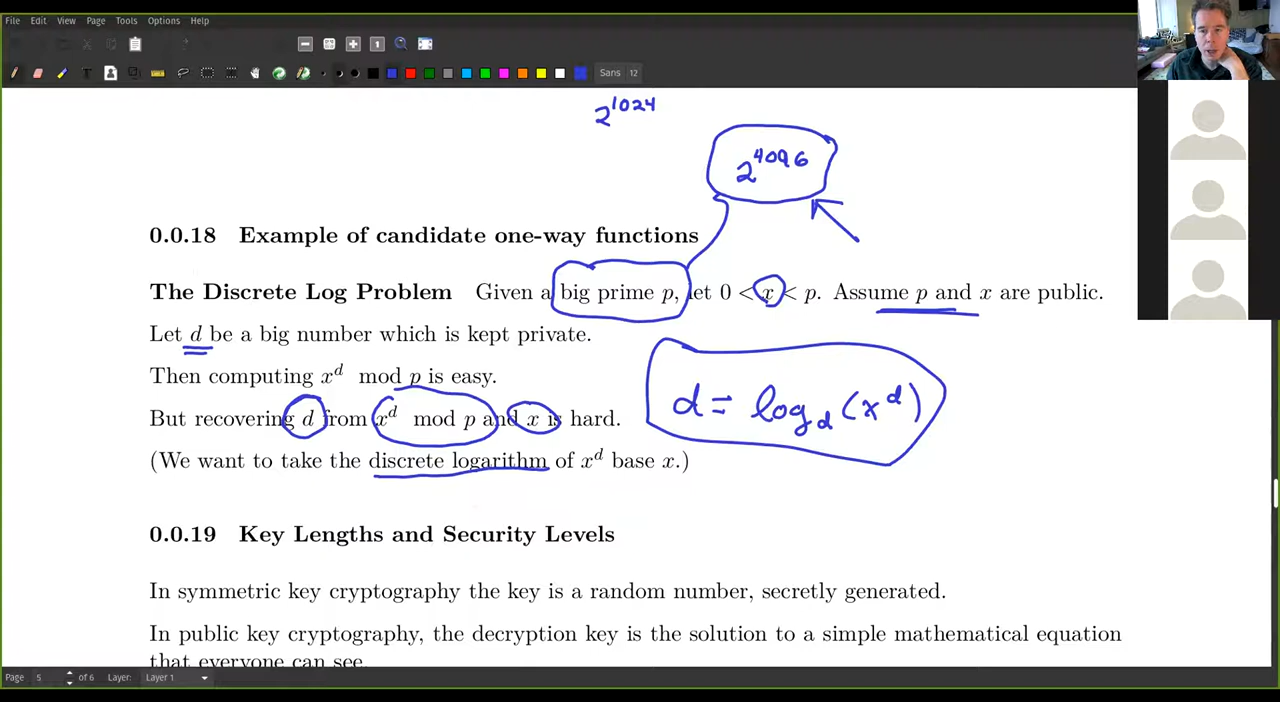 File Edit View Page Tools Options Help
1
T
Sans 12
2^1024
2^4096
0.0.18 Example of candidate one-way functions
The Discrete Log Problem Given a big prime p, let 0 < x < p. Assume p and x are public.
Let d be a big number which is kept private.
Then computing x^d mod p is easy.
But recovering d from x^d mod p and x is hard.
d = log_d (x^d)
(We want to take the discrete logarithm of x^d base x.)
0.0.19 Key Lengths and Security Levels
In symmetric key cryptography the key is a random number, secretly generated.
In public key cryptography, the decryption key is the solution to a simple mathematical equation
that everyone can see.
Page 5 of 6 Layer: Layer 1